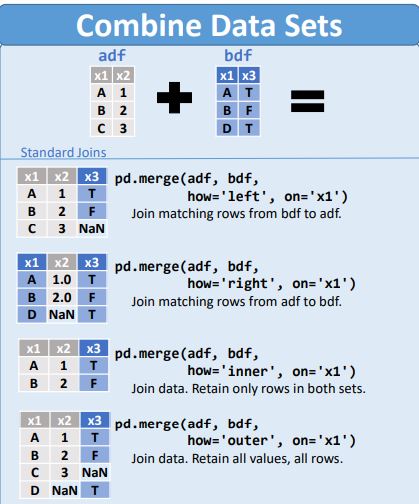 Combine Data Sets
adf bdf
x1 x2 x1 x3
A 1 A T
B 2 B F
C 3 D T
Standard Joins
x1 x2 x3
A 1 T
B 2 F
C 3 NaN
pd.merge(adf, bdf,
how='left', on='x1')
Join matching rows from bdf to adf.
x1 x2 x3
A 1.0 T
B 2.0 F
D NaN T
pd.merge(adf, bdf,
how='right', on='x1')
Join matching rows from adf to bdf.
x1 x2 x3
A 1 T
B 2 F
pd.merge(adf, bdf,
how='inner', on='x1')
Join data. Retain only rows in both sets.
x1 x2 x3
A 1 T
B 2 F
C 3 NaN
D NaN T
pd.merge(adf, bdf,
how='outer', on='x1')
Join data. Retain all values, all rows.